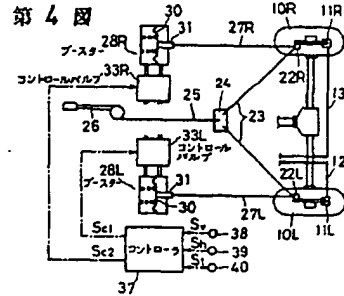 第4図
30
10R
11R
28R
31
27R
ブースター
33R
コントロールバルブ
24
22R
23
13
25
26
33L
コントロール
バルブ
12
28L
31
22L
ブースター
30
27L
10L
11L
Sc1
Sv
38
Sc2
コントローラ
Sh
39
St
40
37